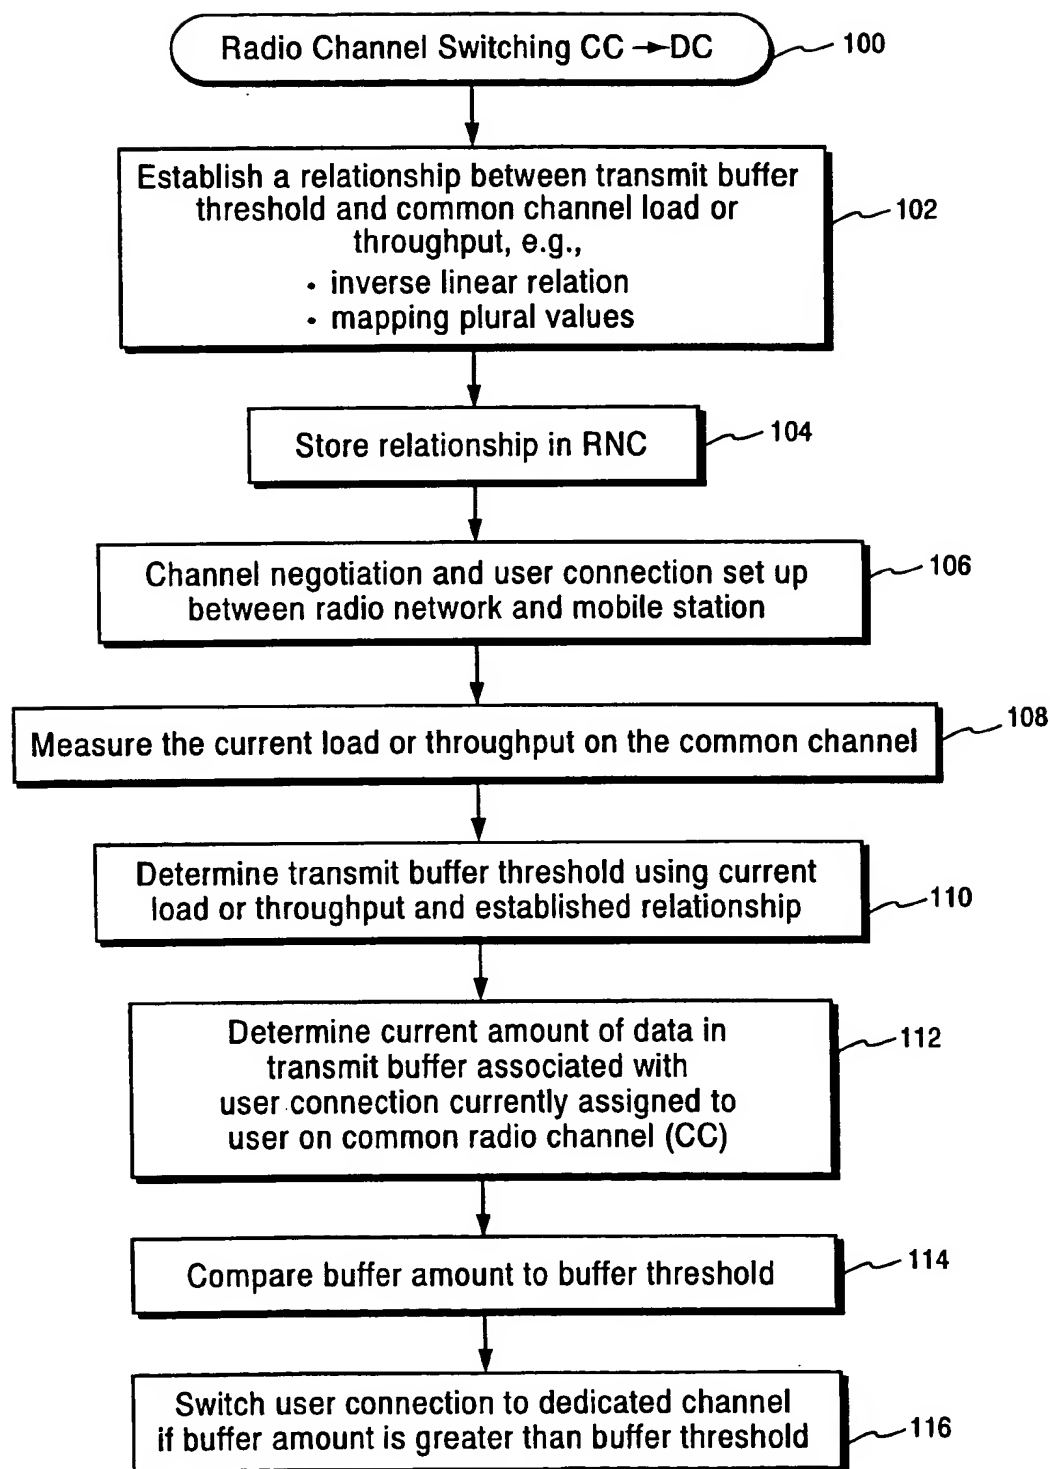 Radio Channel Switching CC → DC
100
Establish a relationship between transmit buffer
threshold and common channel load or
throughput, e.g.,
• inverse linear relation
• mapping plural values
102
Store relationship in RNC
104
Channel negotiation and user connection set up
between radio network and mobile station
106
Measure the current load or throughput on the common channel
108
Determine transmit buffer threshold using current
load or throughput and established relationship
110
Determine current amount of data in
transmit buffer associated with
user connection currently assigned to
user on common radio channel (CC)
112
Compare buffer amount to buffer threshold
114
Switch user connection to dedicated channel
if buffer amount is greater than buffer threshold
116